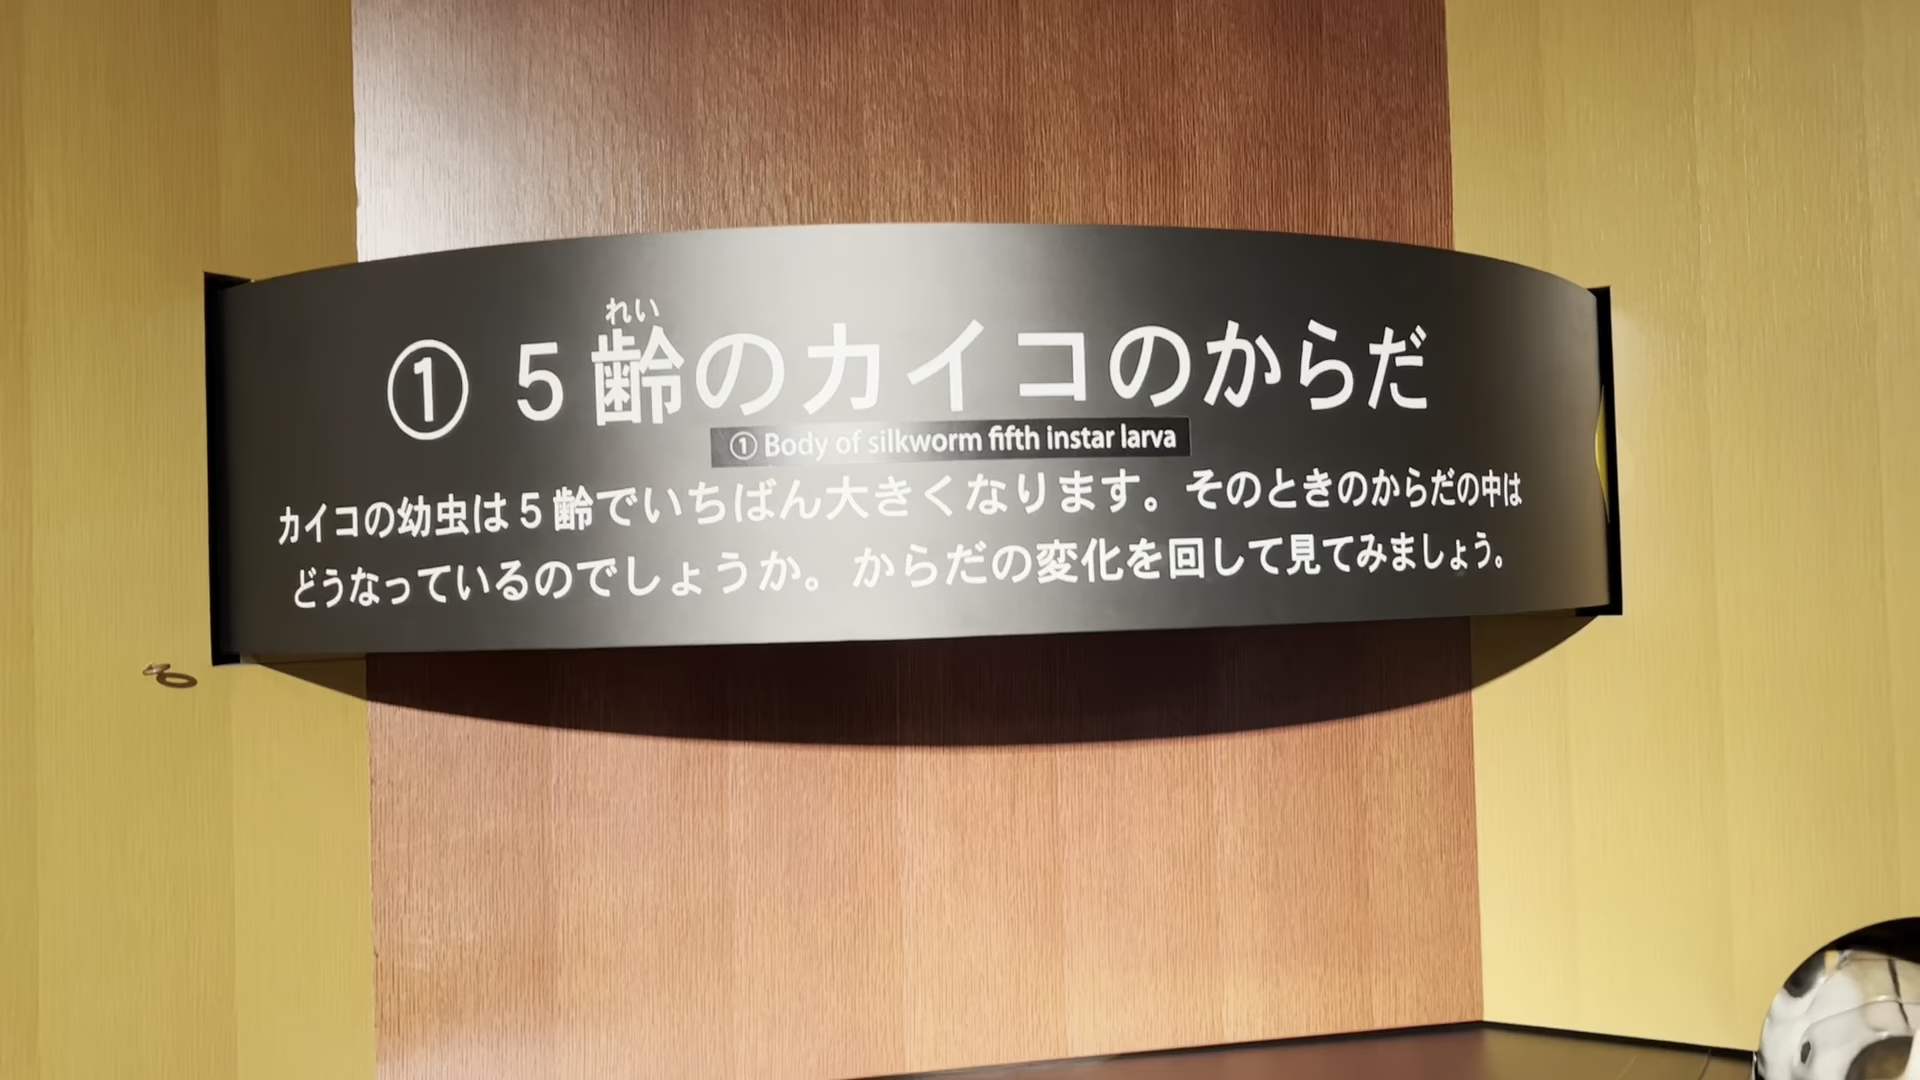 れい
① 5齢のカイコのからだ
① Body of silkworm fifth instar larva
カイコの幼虫は5齢でいちばん大きくなります。そのときのからだの中は
どうなっているのでしょうか。からだの変化を回して見てみましょう。